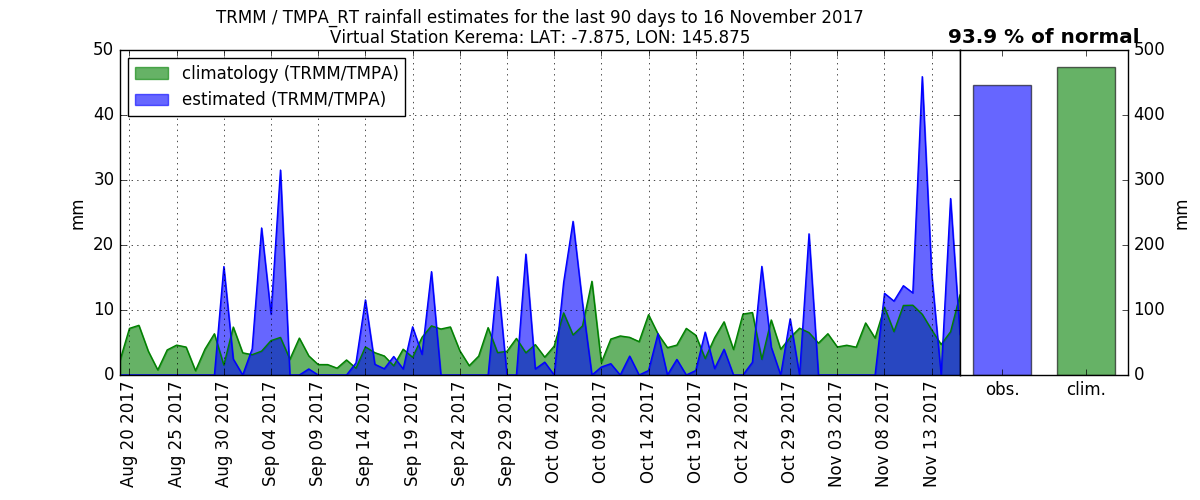 TRMM / TMPA_RT rainfall estimates for the last 90 days to 16 November 2017
Virtual Station Kerema: LAT: -7.875, LON: 145.875
93.9 % of normal
climatology (TRMM/TMPA)
estimated (TRMM/TMPA)
50
40
30
20
10
0
mm
500
400
300
200
100
0
mm
Aug 20 2017
Aug 25 2017
Aug 30 2017
Sep 04 2017
Sep 09 2017
Sep 14 2017
Sep 19 2017
Sep 24 2017
Sep 29 2017
Oct 04 2017
Oct 09 2017
Oct 14 2017
Oct 19 2017
Oct 24 2017
Oct 29 2017
Nov 03 2017
Nov 08 2017
Nov 13 2017
obs.
clim.